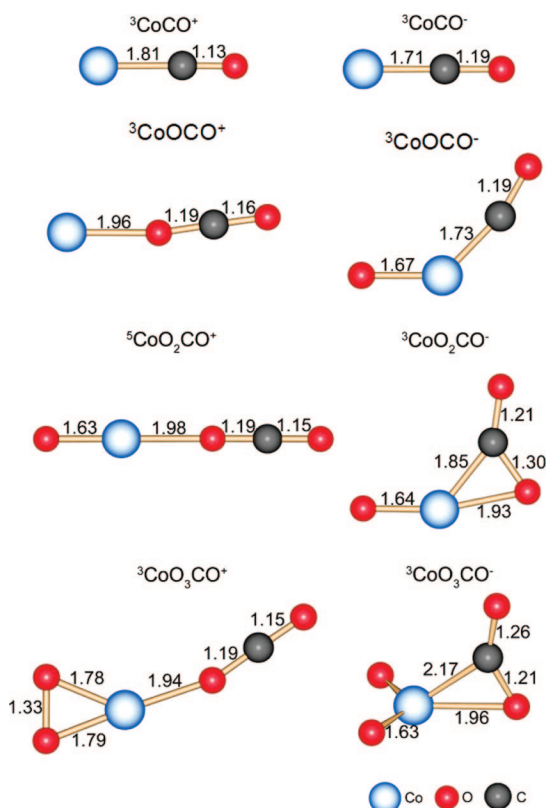 ³CoCO⁺ ³CoCO⁻
1.81 1.13 1.71 1.19
³CoOCO⁺ ³CoOCO⁻
1.96 1.19 1.16
1.19
1.73
1.67
⁵CoO₂CO⁺ ³CoO₂CO⁻
1.63 1.98 1.19 1.15
1.21
1.85 1.30
1.64 1.93
³CoO₃CO⁺ ³CoO₃CO⁻
1.15
1.19
1.78 1.94
1.33
1.79
1.26
2.17 1.21
1.96
1.63
Co O C